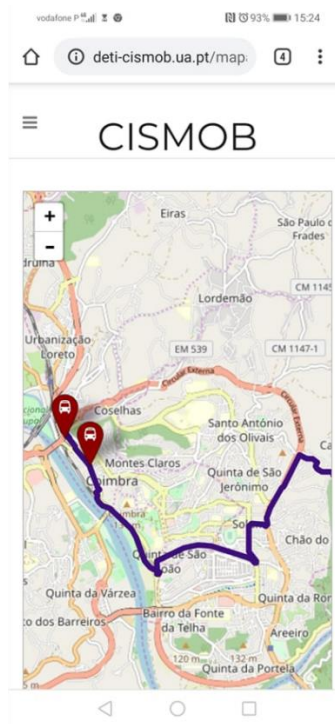 vodafone P 93% 15:24
deti-cismob.ua.pt/map 4
CISMOB
+
-
Eiras
São Paulo
Frades
Lordemão
CM 1145
Urbanização
Loreto
EM 539
CM 1147-1
Circular Externa
Circular Externa
Coselhas
Santo António
dos Olivais
Montes Claros
Coimbra
Quinta de São
Jerónimo
Quinta de São
João
Chão do
Quinta da Várzea
Quinta da Ror
Bairro da Fonte
da Telha
o dos Barreiros
Areeiro
120 m
132 m
Quinta da Portela